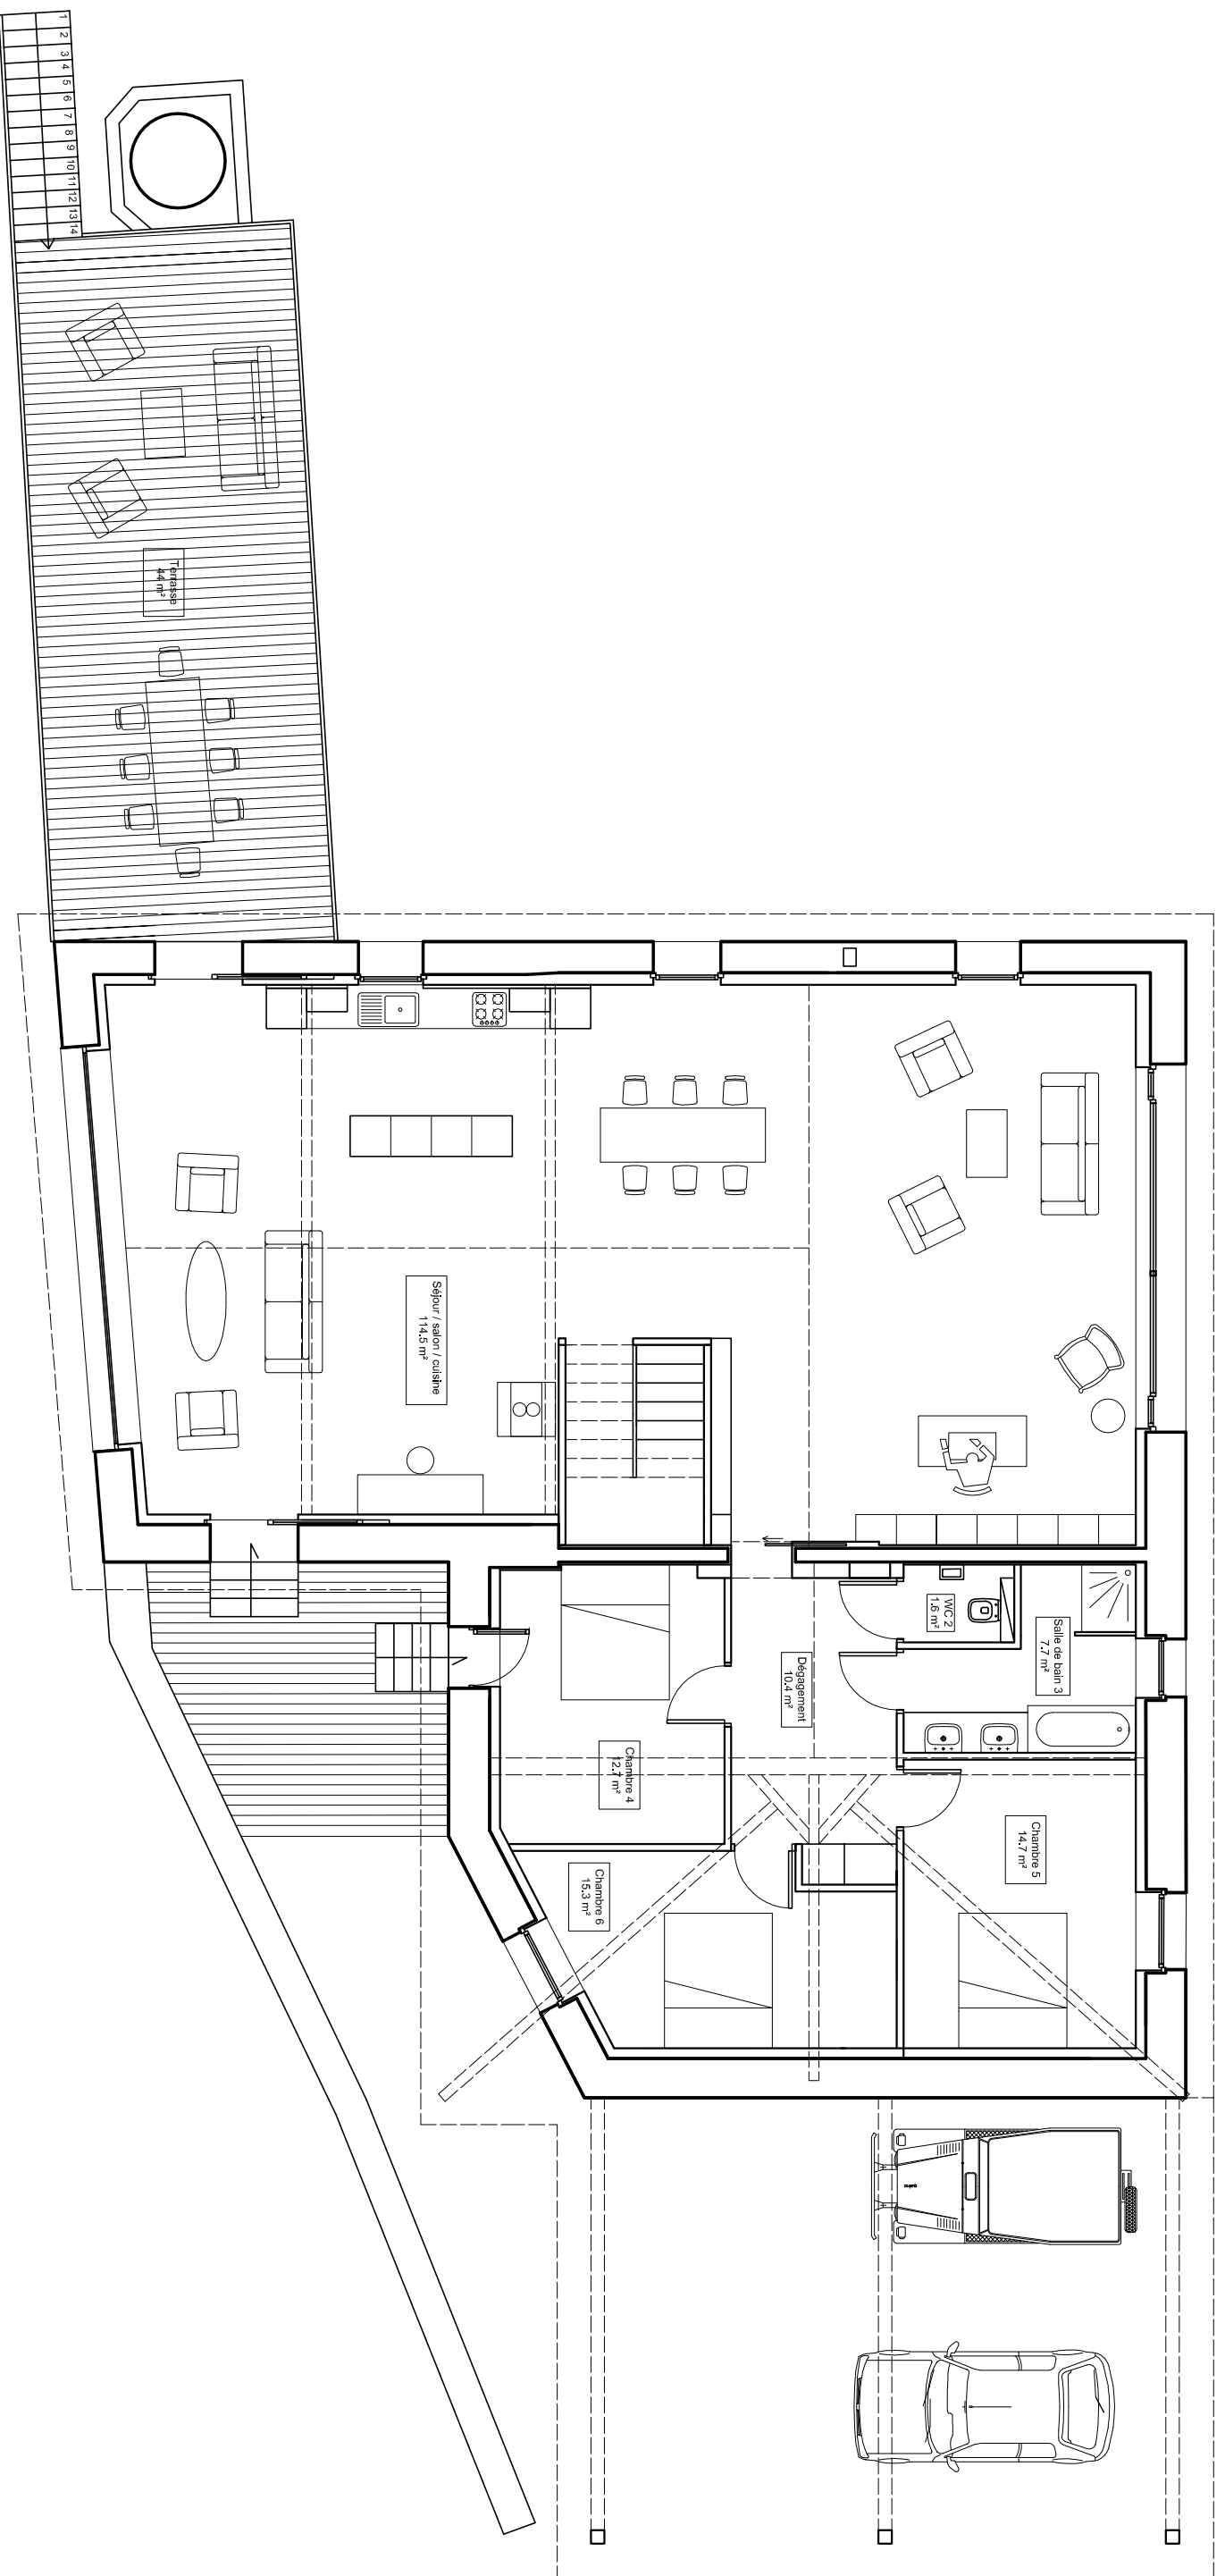 1
2
3
4
5
6
7
8
9
10
11
12
13
14
Terrasse
44 m²
Séjour / salon / cuisine
114.5 m²
WC 2
1.6 m²
Salle de bain 3
7.7 m²
Dégagement
10.4 m²
Chambre 4
12.7 m²
Chambre 5
14.7 m²
Chambre 6
15.3 m²